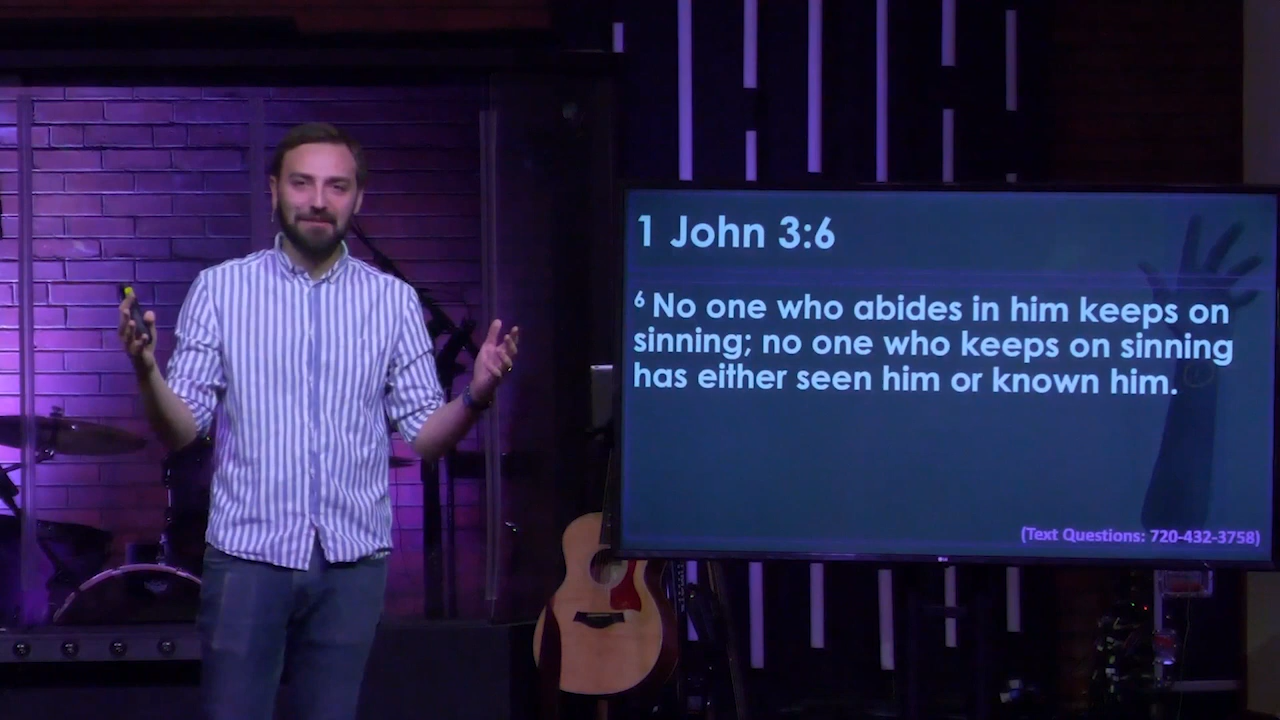 1 John 3:6
6 No one who abides in him keeps on
sinning; no one who keeps on sinning
has either seen him or known him.
(Text Questions: 720-432-3758)
LG